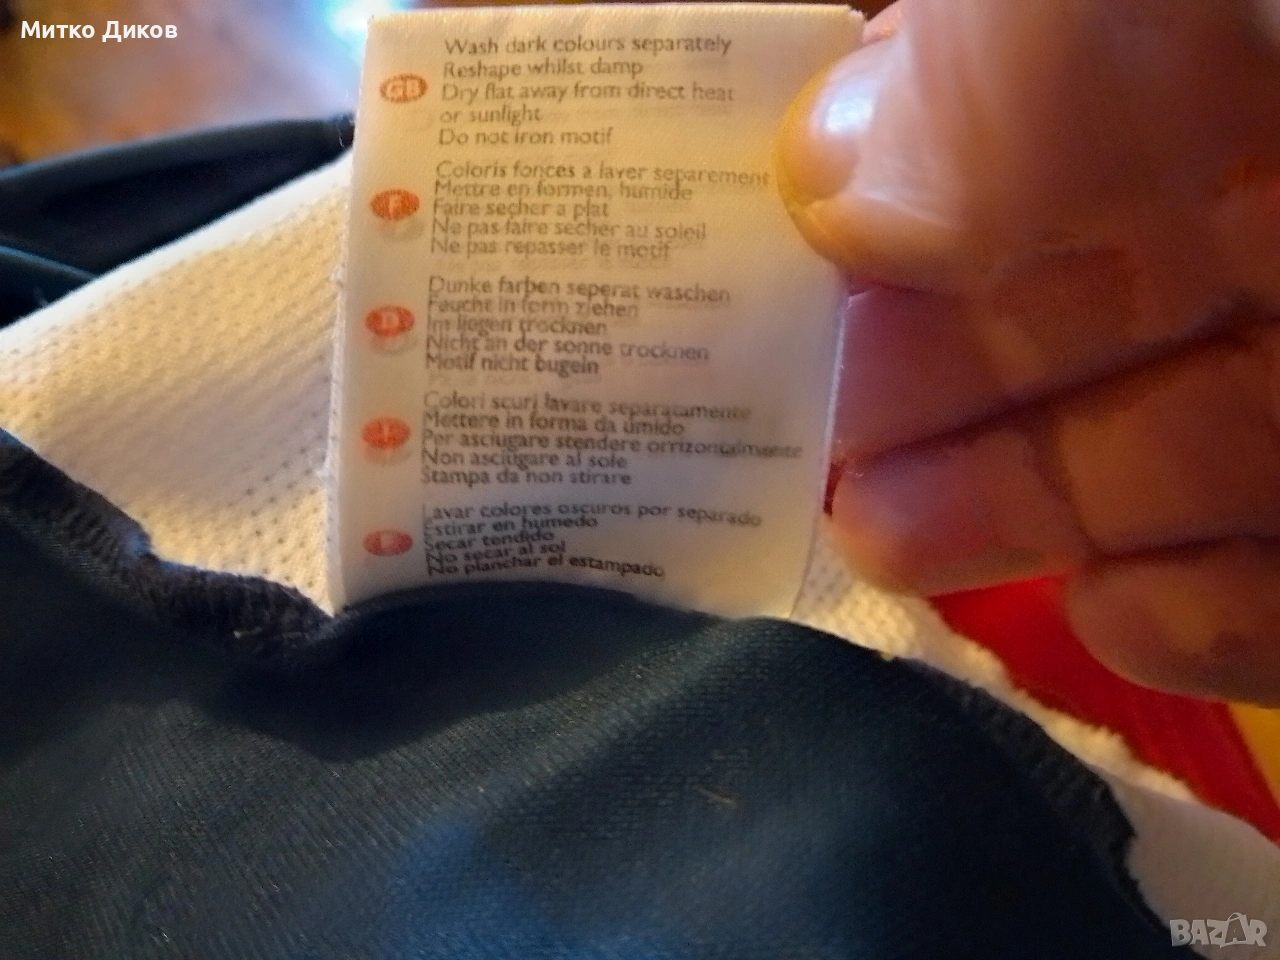 Митко Диков
Wash dark colours separately
Reshape whilst damp
GB
Dry flat away from direct heat
or sunlight
Do not iron motif
Coloris fonces a laver separement
Mettre en formen, humide
F
Faire secher a plat
Ne pas faire secher au soleil
Ne pas repasser le motif
Dunke farben seperat waschen
Feucht in form ziehen
D
Im liegen trocknen
Nicht an der sonne trocknen
Motif nicht bugeln
Colori scuri lavare separatamente
Mettere in forma da umido
I
Per asciugare stendere orrizontalmente
Non asciugare al sole
Stampa da non stirare
Lavar colores oscuros por separado
Estirar en humedo
E
Secar tendido
No secar al sol
No planchar el estampado
BAZAR